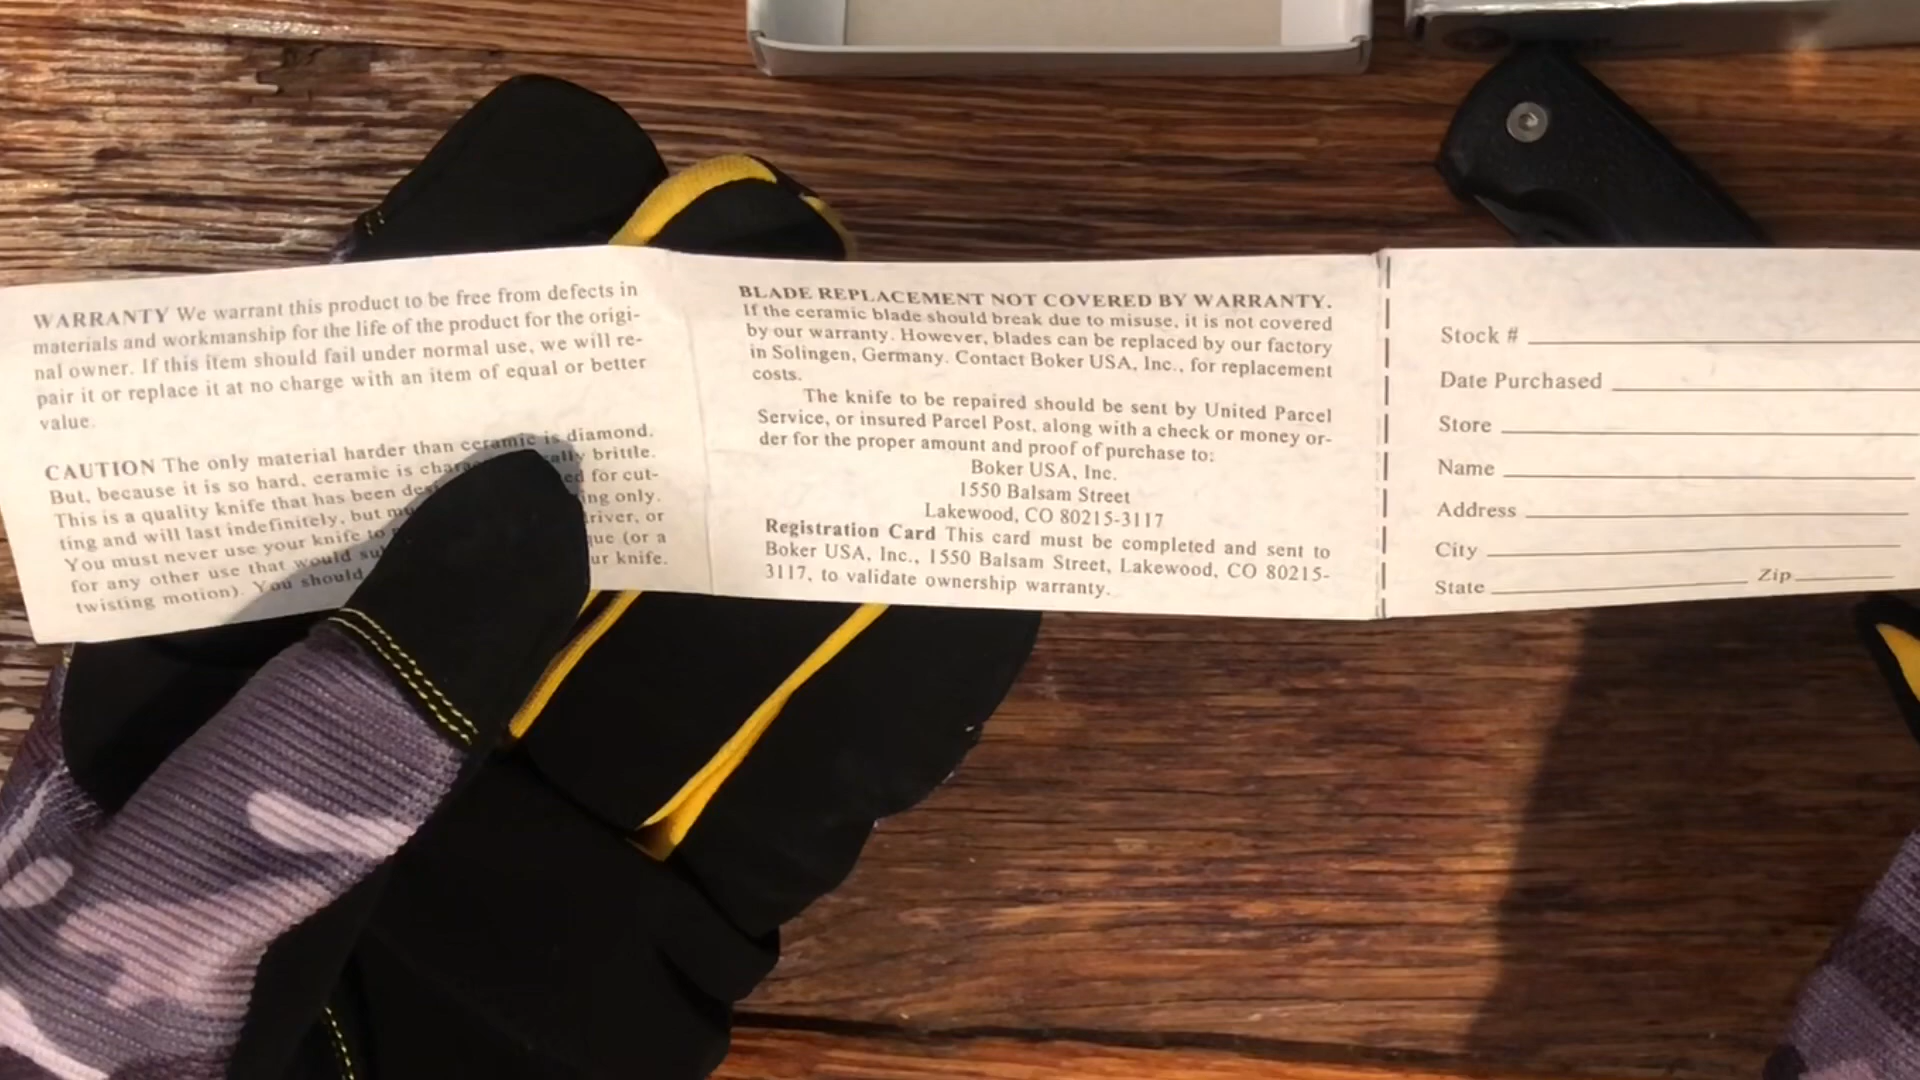 WARRANTY We warrant this product to be free from defects in
materials and workmanship for the life of the product for the origi-
nal owner. If this item should fail under normal use, we will re-
pair it or replace it at no charge with an item of equal or better
value.
CAUTION The only material harder than ceramic is diamond.
But, because it is so hard, ceramic is brittle.
This is a quality knife that has been for cut-
ting and will last indefinitely, but only.
You must never use your knife to or
for any other use that would (or a
twisting motion). You should knife.
BLADE REPLACEMENT NOT COVERED BY WARRANTY.
If the ceramic blade should break due to misuse, it is not covered
by our warranty. However, blades can be replaced by our factory
in Solingen, Germany. Contact Boker USA, Inc., for replacement
costs.
The knife to be repaired should be sent by United Parcel
Service, or insured Parcel Post, along with a check or money or-
der for the proper amount and proof of purchase to:
Boker USA, Inc.
1550 Balsam Street
Lakewood, CO 80215-3117
Registration Card This card must be completed and sent to
Boker USA, Inc., 1550 Balsam Street, Lakewood, CO 80215-
3117, to validate ownership warranty.
Stock #
Date Purchased
Store
Name
Address
City
State Zip